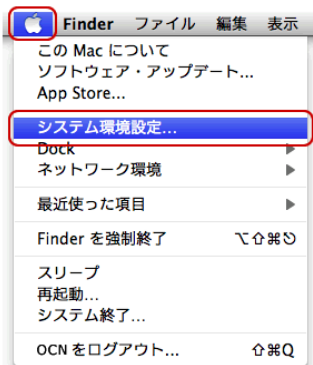 Finder ファイル 編集 表示
この Mac について
ソフトウェア・アップデート...
App Store...
システム環境設定...
Dock
ネットワーク環境
最近使った項目
Finder を強制終了 ⌥⇧⌘⎋
スリープ
再起動...
システム終了...
OCN をログアウト... ⇧⌘Q